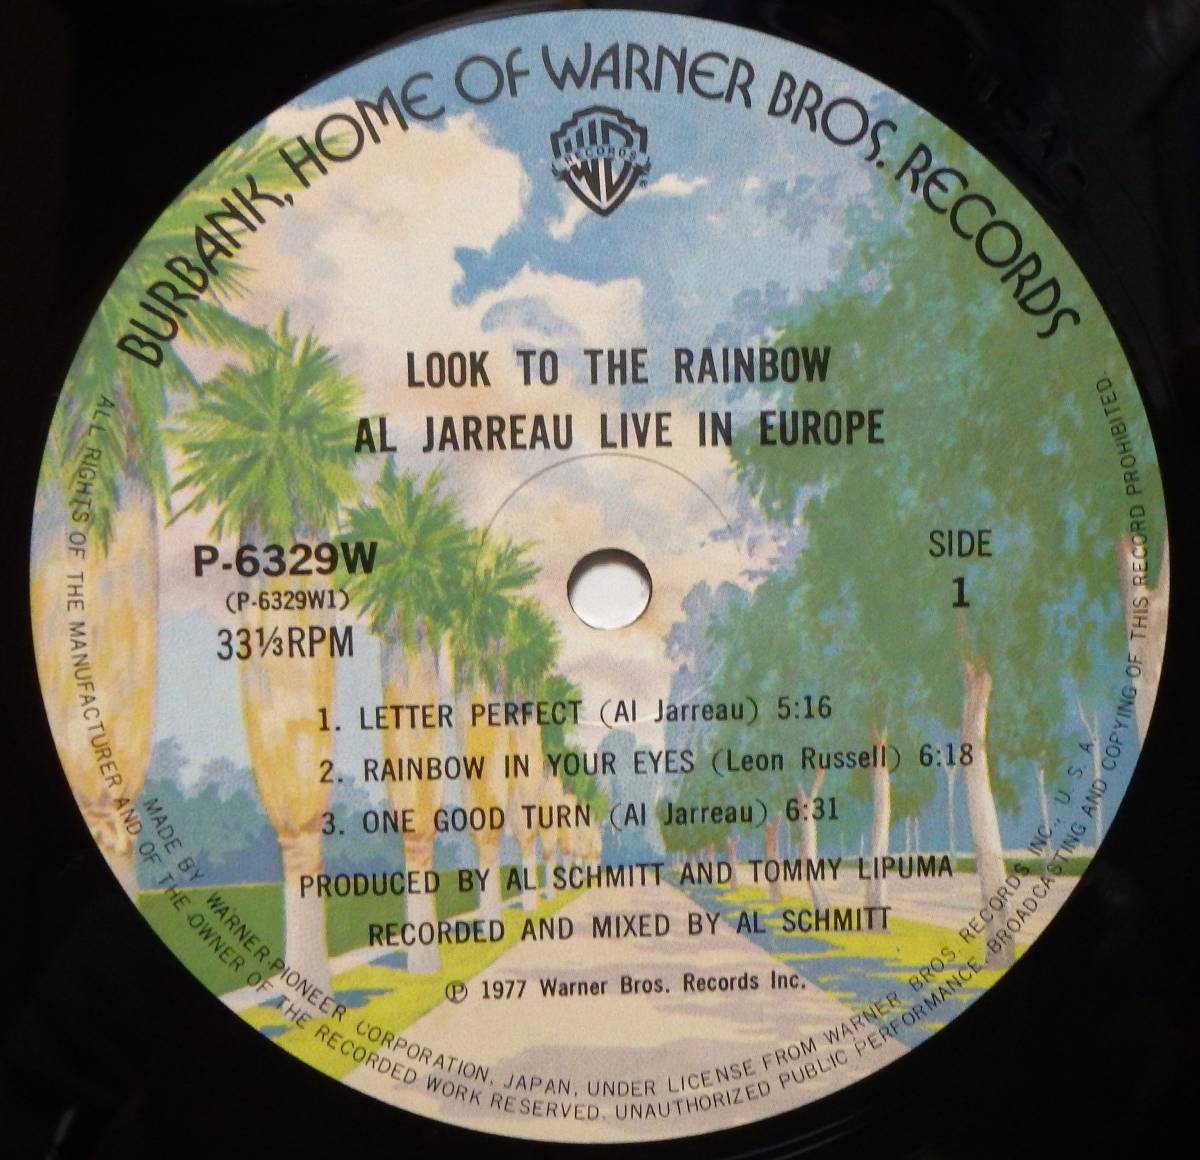 BURBANK, HOME OF WARNER BROS. RECORDS
RECORDS
LOOK TO THE RAINBOW
AL JARREAU LIVE IN EUROPE
P-6329W
(P-6329W1)
33⅓RPM
SIDE
1
1. LETTER PERFECT (Al Jarreau) 5:16
2. RAINBOW IN YOUR EYES (Leon Russell) 6:18
3. ONE GOOD TURN (Al Jarreau) 6:31
PRODUCED BY AL SCHMITT AND TOMMY LIPUMA
RECORDED AND MIXED BY AL SCHMITT
℗ 1977 Warner Bros. Records Inc.
MADE BY WARNER-PIONEER CORPORATION, JAPAN, UNDER LICENSE FROM WARNER BROS. RECORDS INC., U. S. A.
ALL RIGHTS OF THE MANUFACTURER AND OF THE OWNER OF THE RECORDED WORK RESERVED. UNAUTHORIZED PUBLIC PERFORMANCE, BROADCASTING AND COPYING OF THIS RECORD PROHIBITED.